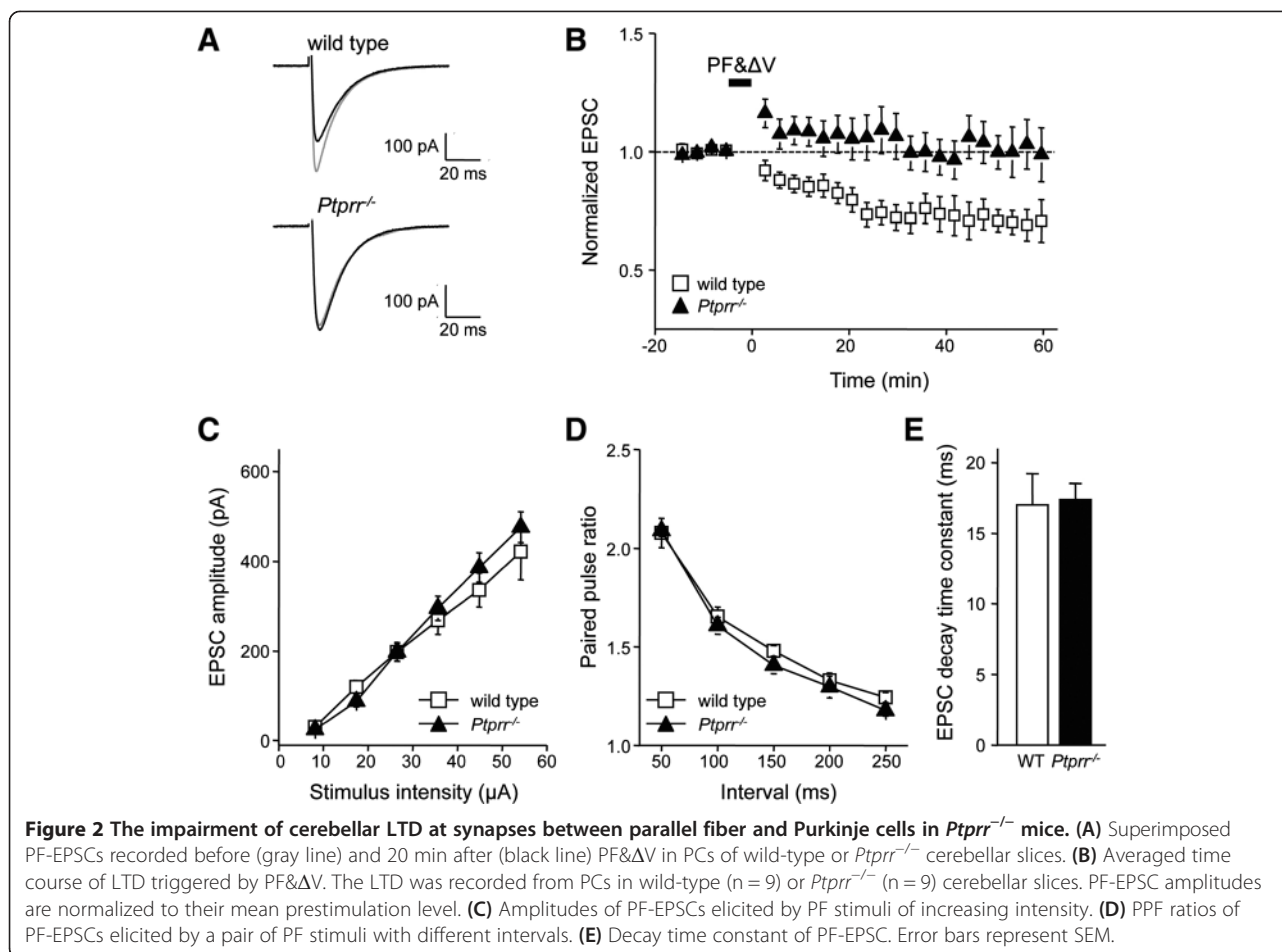 A
wild type
100 pA
20 ms
Ptprr-/-
100 pA
20 ms
B
1.5
PF&ΔV
1.0
0.5
Normalized EPSC
wild type
Ptprr-/-
-20
0
20
40
60
Time (min)
C
600
400
200
0
EPSC amplitude (pA)
wild type
Ptprr-/-
0 10 20 30 40 50 60
Stimulus intensity (µA)
D
2.5
2.0
1.5
1.0
Paired pulse ratio
wild type
Ptprr-/-
50 100 150 200 250
Interval (ms)
E
20
15
10
5
0
EPSC decay time constant (ms)
WT Ptprr-/-
Figure 2 The impairment of cerebellar LTD at synapses between parallel fiber and Purkinje cells in Ptprr−/− mice. (A) Superimposed
PF-EPSCs recorded before (gray line) and 20 min after (black line) PF&ΔV in PCs of wild-type or Ptprr−/− cerebellar slices. (B) Averaged time
course of LTD triggered by PF&ΔV. The LTD was recorded from PCs in wild-type (n = 9) or Ptprr−/− (n = 9) cerebellar slices. PF-EPSC amplitudes
are normalized to their mean prestimulation level. (C) Amplitudes of PF-EPSCs elicited by PF stimuli of increasing intensity. (D) PPF ratios of
PF-EPSCs elicited by a pair of PF stimuli with different intervals. (E) Decay time constant of PF-EPSC. Error bars represent SEM.